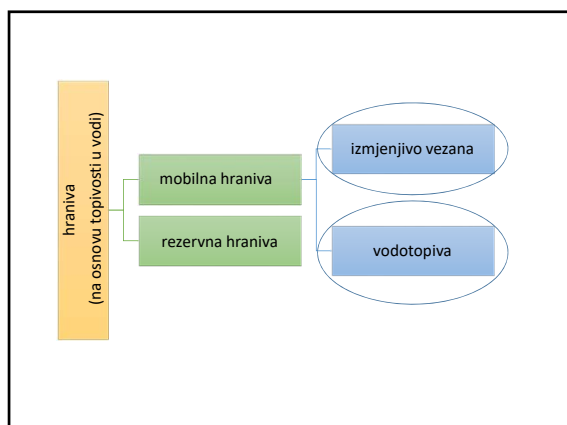 hraniva
(na osnovu topivosti u vodi)
mobilna hraniva
rezervna hraniva
izmjenjivo vezana
vodotopiva